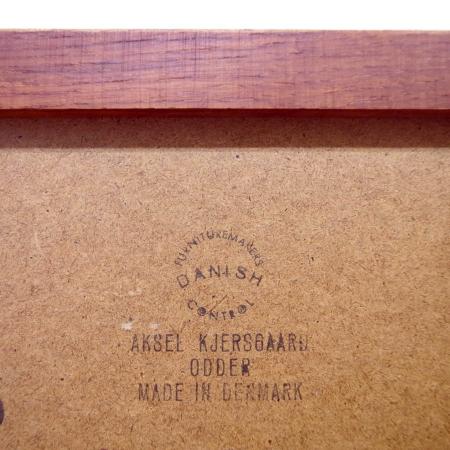 FURNITUREMAKERS
DANISH
CONTROL
AKSEL KJERSGAARD
ODDER
MADE IN DENMARK